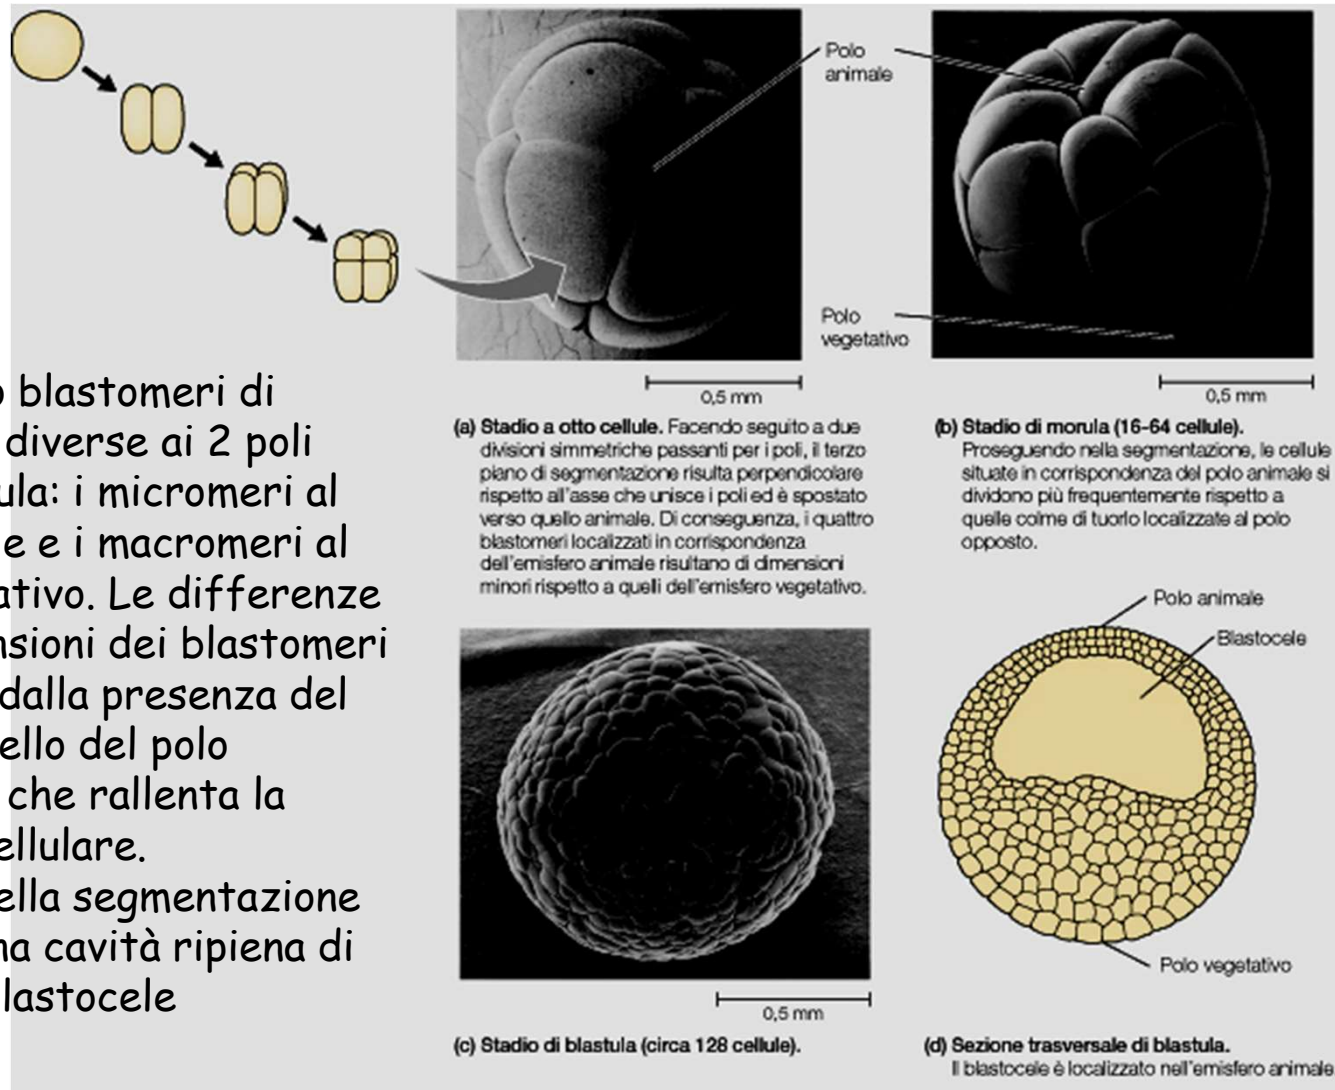 Polo
animale
Polo
vegetativo
0,5 mm
0,5 mm
(a) Stadio a otto cellule. Facendo seguito a due
divisioni simmetriche passanti per i poli, il terzo
piano di segmentazione risulta perpendicolare
rispetto all'asse che unisce i poli ed è spostato
verso quello animale. Di conseguenza, i quattro
blastomeri localizzati in corrispondenza
dell'emisfero animale risultano di dimensioni
minori rispetto a quelli dell'emisfero vegetativo.
(b) Stadio di morula (16-64 cellule).
Proseguendo nella segmentazione, le cellule
situate in corrispondenza del polo animale si
dividono più frequentemente rispetto a
quelle colme di tuorlo localizzate al polo
opposto.
blastomeri di
diverse ai 2 poli
ula: i micromeri al
e e i macromeri al
ativo. Le differenze
nsioni dei blastomeri
dalla presenza del
ello del polo
che rallenta la
ellulare.
ella segmentazione
na cavità ripiena di
lastocele
Polo animale
Blastocele
Polo vegetativo
0,5 mm
(c) Stadio di blastula (circa 128 cellule).
(d) Sezione trasversale di blastula.
Il blastocele è localizzato nell'emisfero animale